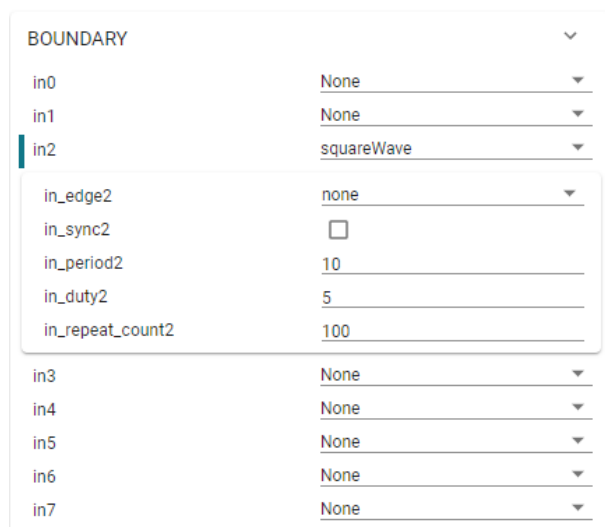 BOUNDARY
in0 None
in1 None
in2 squareWave
in_edge2 none
in_sync2
in_period2 10
in_duty2 5
in_repeat_count2 100
in3 None
in4 None
in5 None
in6 None
in7 None